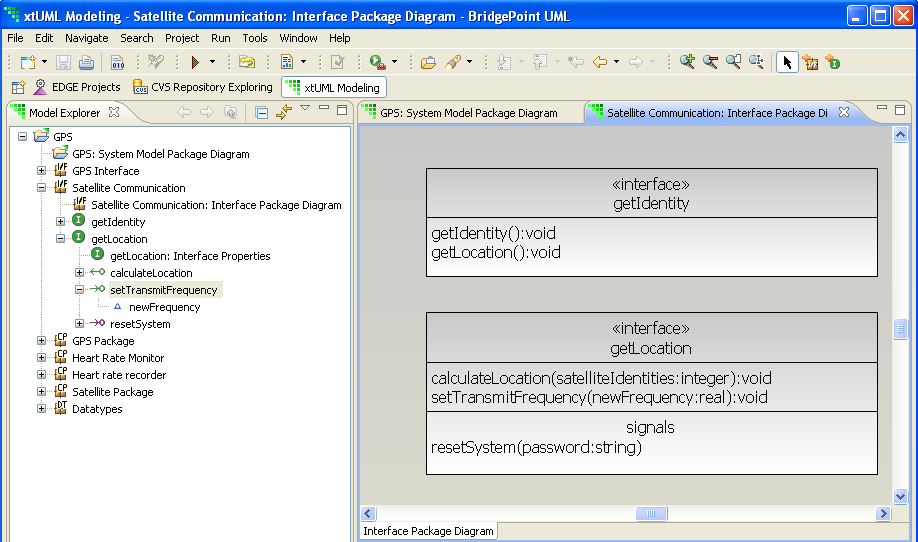 xtUML Modeling - Satellite Communication: Interface Package Diagram - BridgePoint UML
File Edit Navigate Search Project Run Tools Window Help
EDGE Projects CVS Repository Exploring xtUML Modeling
Model Explorer
GPS: System Model Package Diagram
Satellite Communication: Interface Package Di
GPS
GPS: System Model Package Diagram
GPS Interface
Satellite Communication
Satellite Communication: Interface Package Diagram
getIdentity
getLocation
getLocation: Interface Properties
calculateLocation
setTransmitFrequency
newFrequency
resetSystem
GPS Package
Heart Rate Monitor
Heart rate recorder
Satellite Package
Datatypes
«interface»
getIdentity
getIdentity():void
getLocation():void
«interface»
getLocation
calculateLocation(satelliteIdentities:integer):void
setTransmitFrequency(newFrequency:real):void
signals
resetSystem(password:string)
Interface Package Diagram